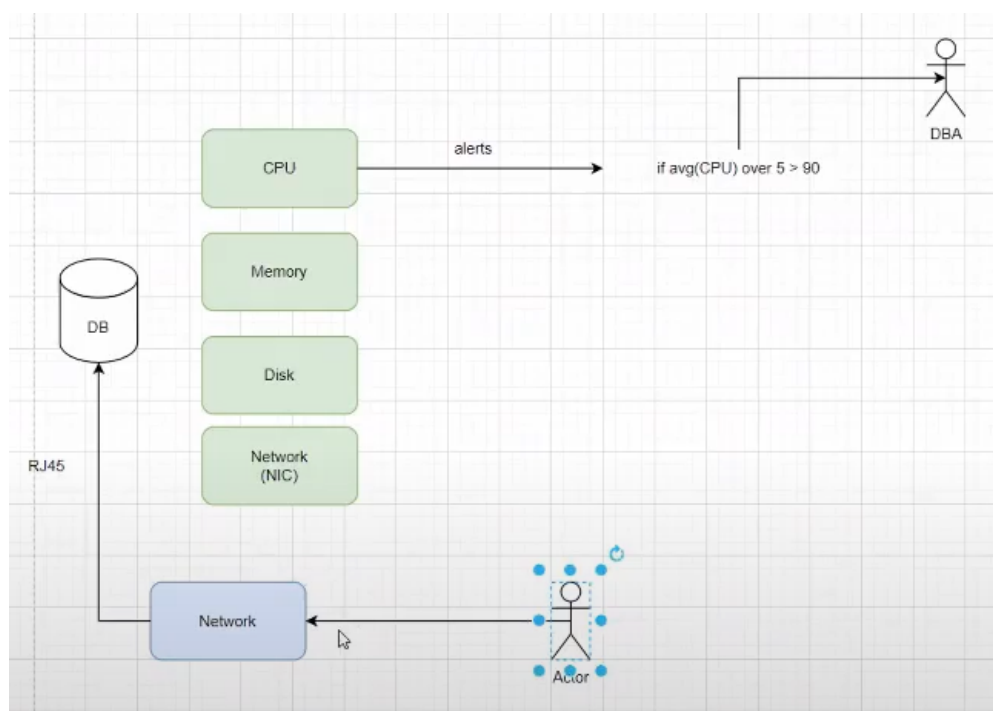 DBA
alerts
CPU
if avg(CPU) over 5 > 90
Memory
DB
Disk
Network
(NIC)
RJ45
Network
Actor